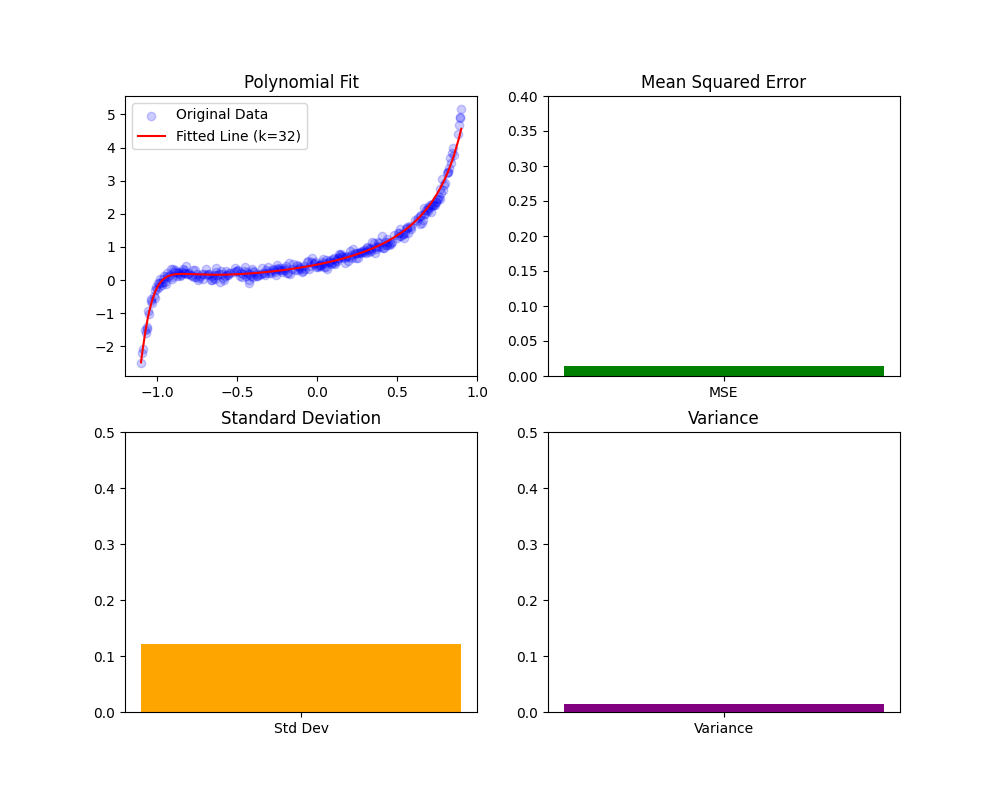 Polynomial Fit
Original Data
Fitted Line (k=32)
5
4
3
2
1
0
−1
−2
−1.0 −0.5 0.0 0.5 1.0
Mean Squared Error
0.40
0.35
0.30
0.25
0.20
0.15
0.10
0.05
0.00
MSE
Standard Deviation
0.5
0.4
0.3
0.2
0.1
0.0
Std Dev
Variance
0.5
0.4
0.3
0.2
0.1
0.0
Variance